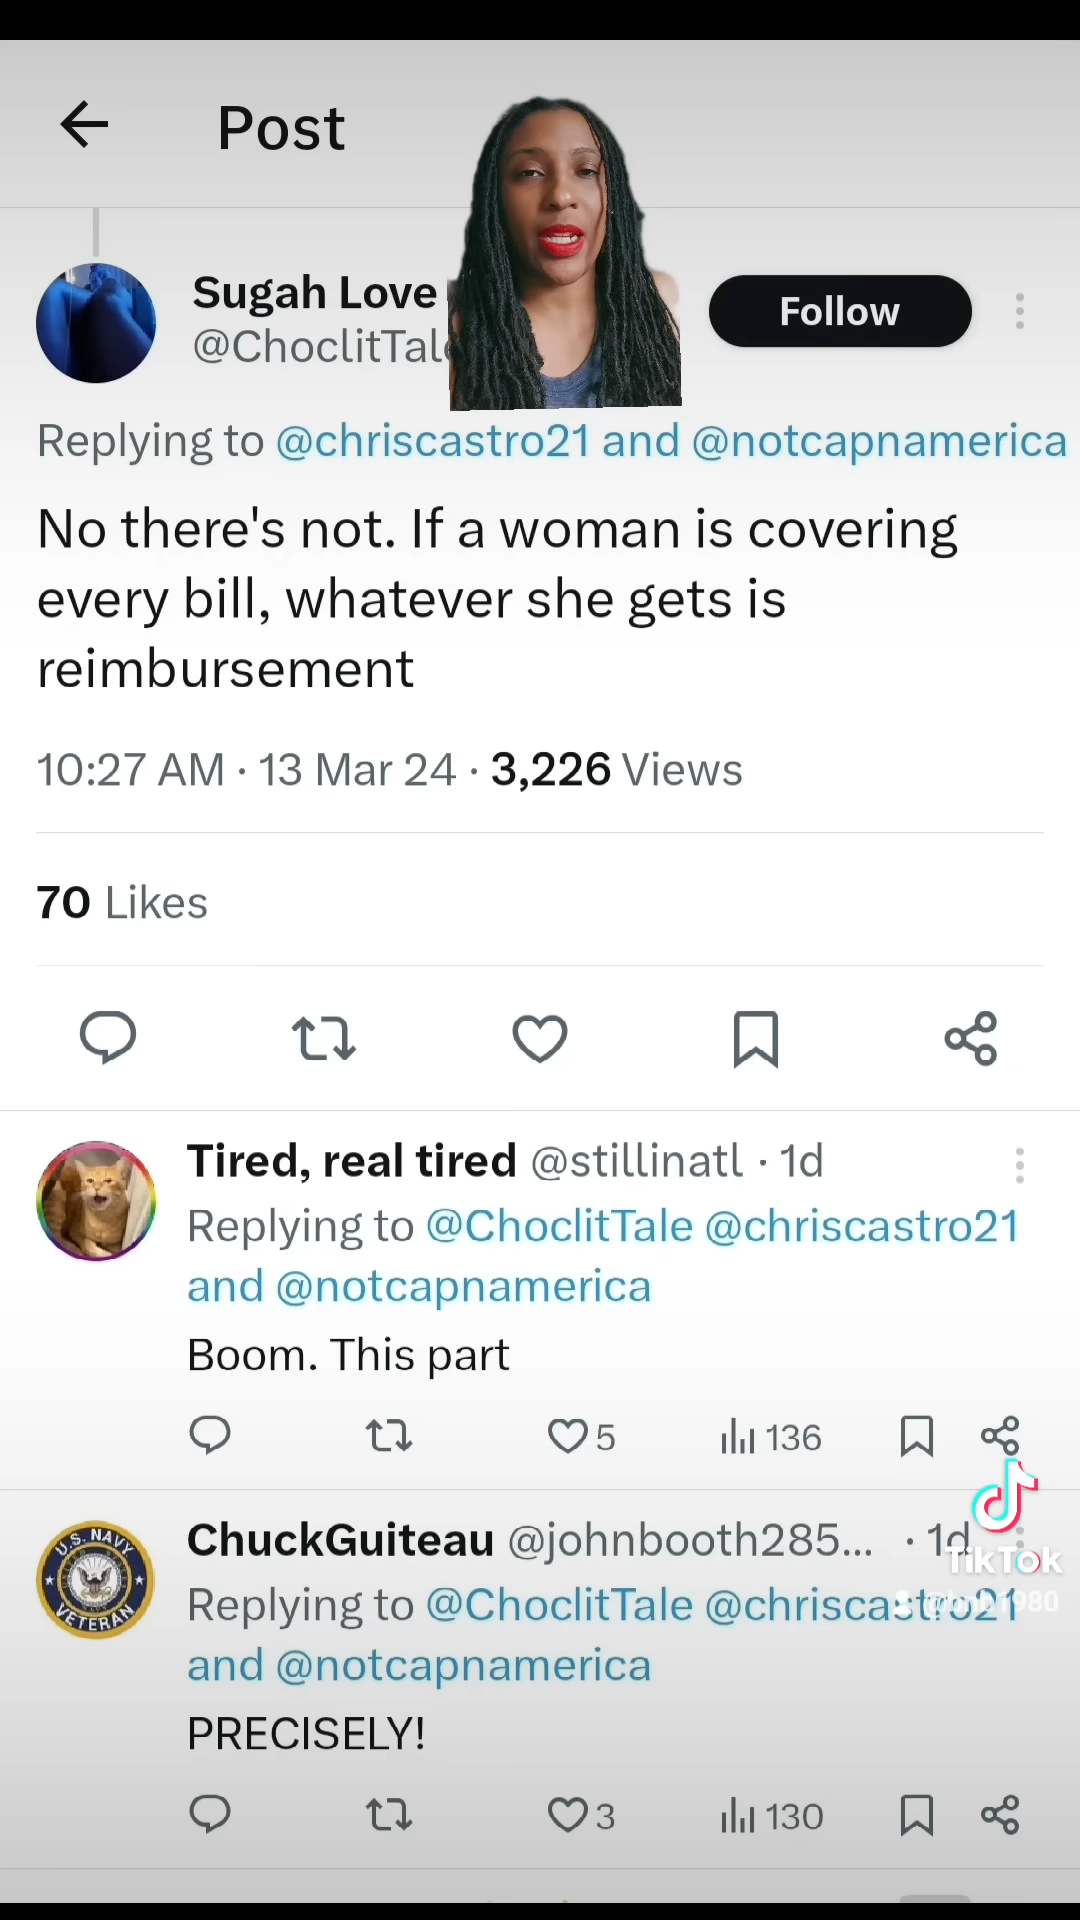 Post
Sugah Love
@ChoclitTale
Follow
Replying to @chriscastro21 and @notcapnamerica
No there's not. If a woman is covering
every bill, whatever she gets is
reimbursement
10:27 AM · 13 Mar 24 · 3,226 Views
70 Likes
Tired, real tired @stillinatl · 1d
Replying to @ChoclitTale @chriscastro21
and @notcapnamerica
Boom. This part
5
136
U.S. NAVY
VETERAN
ChuckGuiteau @johnbooth285... · 1d
Replying to @ChoclitTale @chriscastro21
and @notcapnamerica
PRECISELY!
3
130
TikTok